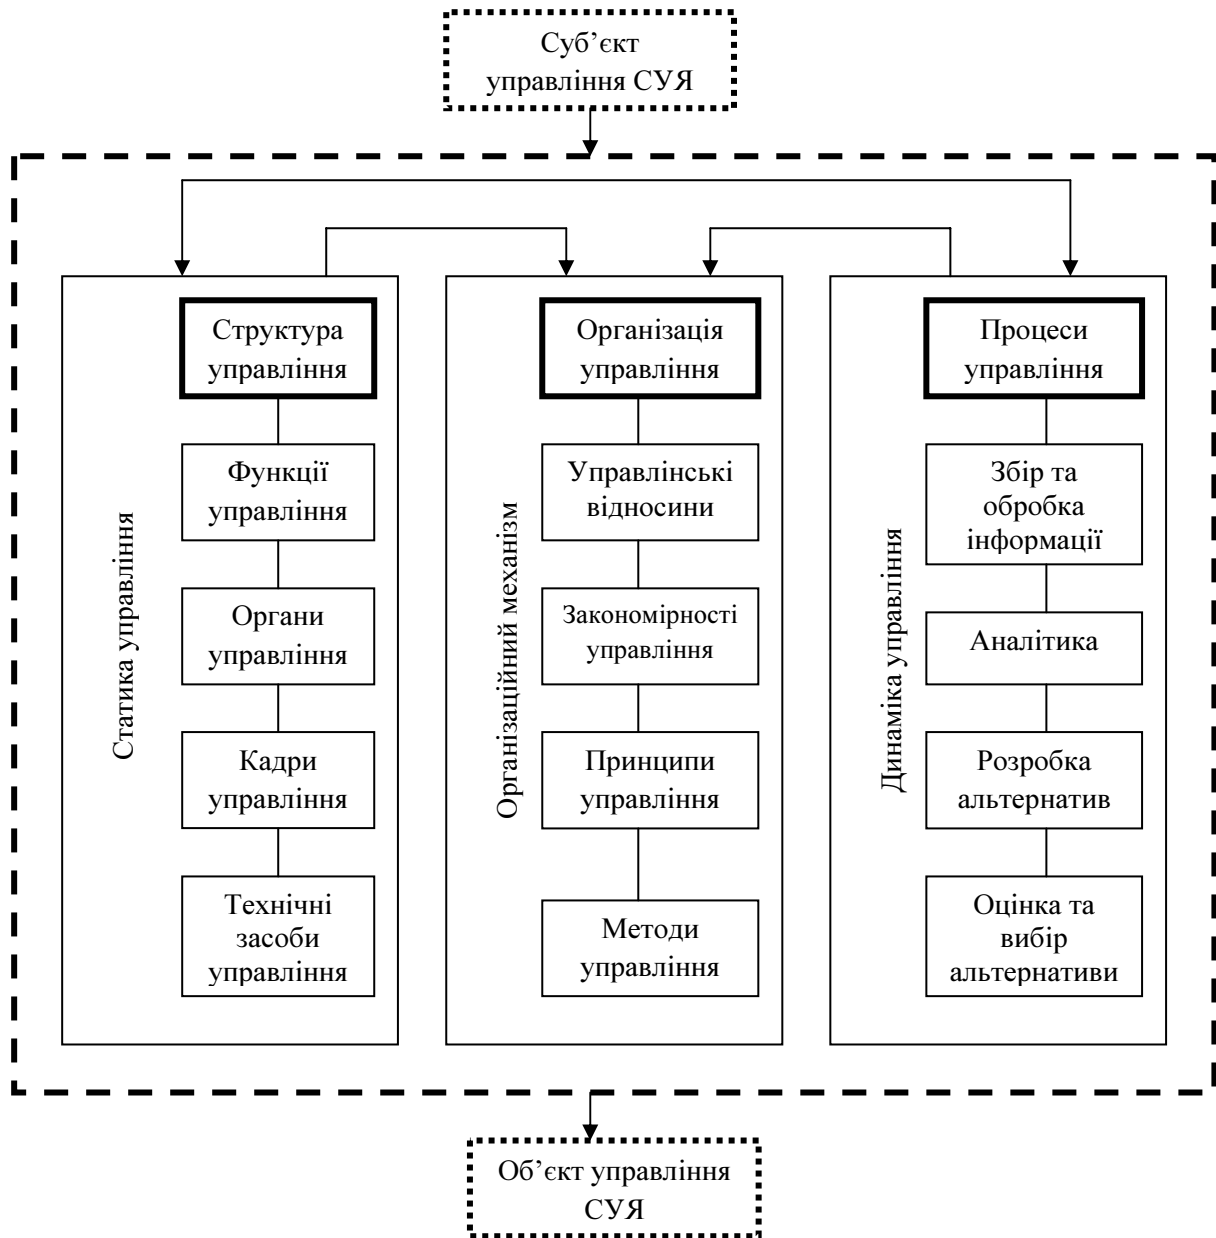 Суб’єкт
управління СУЯ
Статика управління
Структура
управління
Функції
управління
Органи
управління
Кадри
управління
Технічні
засоби
управління
Організаційний механізм
Організація
управління
Управлінські
відносини
Закономірності
управління
Принципи
управління
Методи
управління
Динаміка управління
Процеси
управління
Збір та
обробка
інформації
Аналітика
Розробка
альтернатив
Оцінка та
вибір
альтернативи
Об’єкт управління
СУЯ